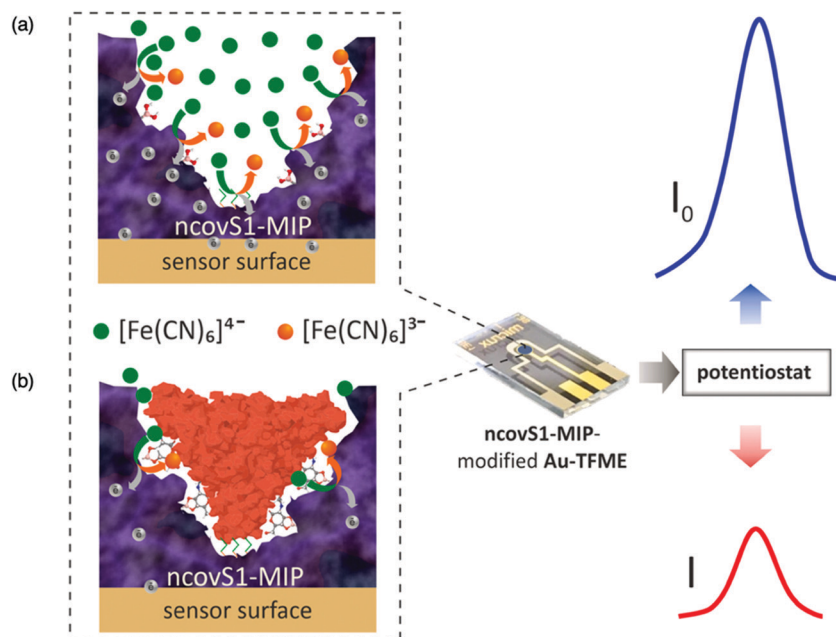 (a)
ncovS1-MIP
sensor surface
[Fe(CN)₆]⁴⁻
[Fe(CN)₆]³⁻
(b)
ncovS1-MIP
sensor surface
ncovS1-MIP-
modified Au-TFME
potentiostat
I₀
I